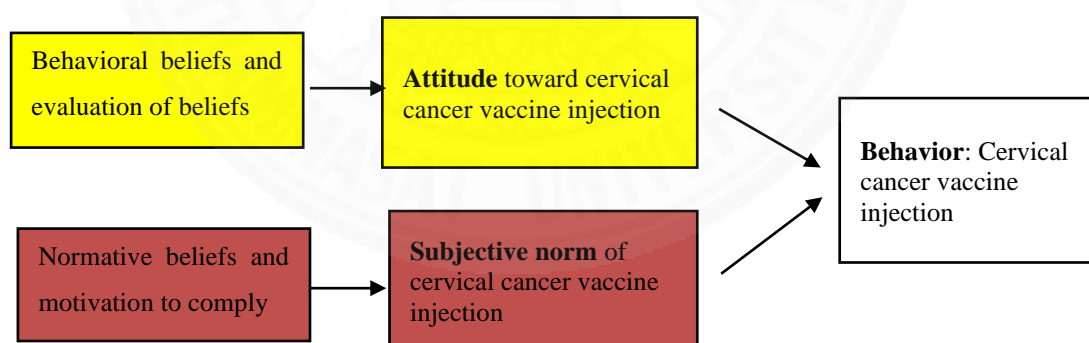 Behavioral beliefs and
evaluation of beliefs
Attitude toward cervical
cancer vaccine injection
Behavior: Cervical
cancer vaccine
injection
Normative beliefs and
motivation to comply
Subjective norm of
cervical cancer vaccine
injection